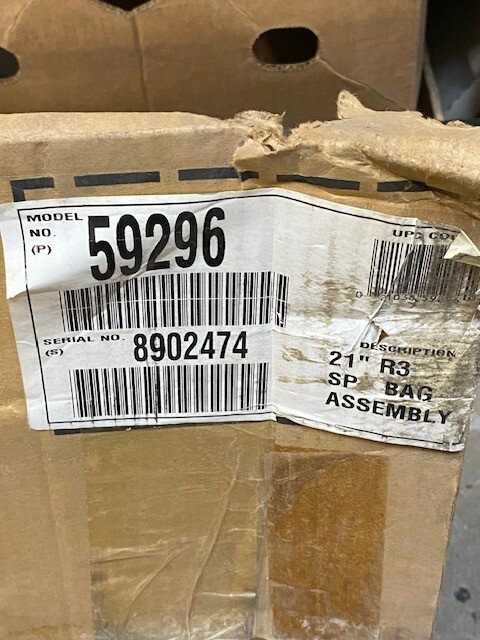 MODEL
NO.
(P)
59296
SERIAL NO.
(S)
8902474
DESCRIPTION
21" R3
SP BAG
ASSEMBLY